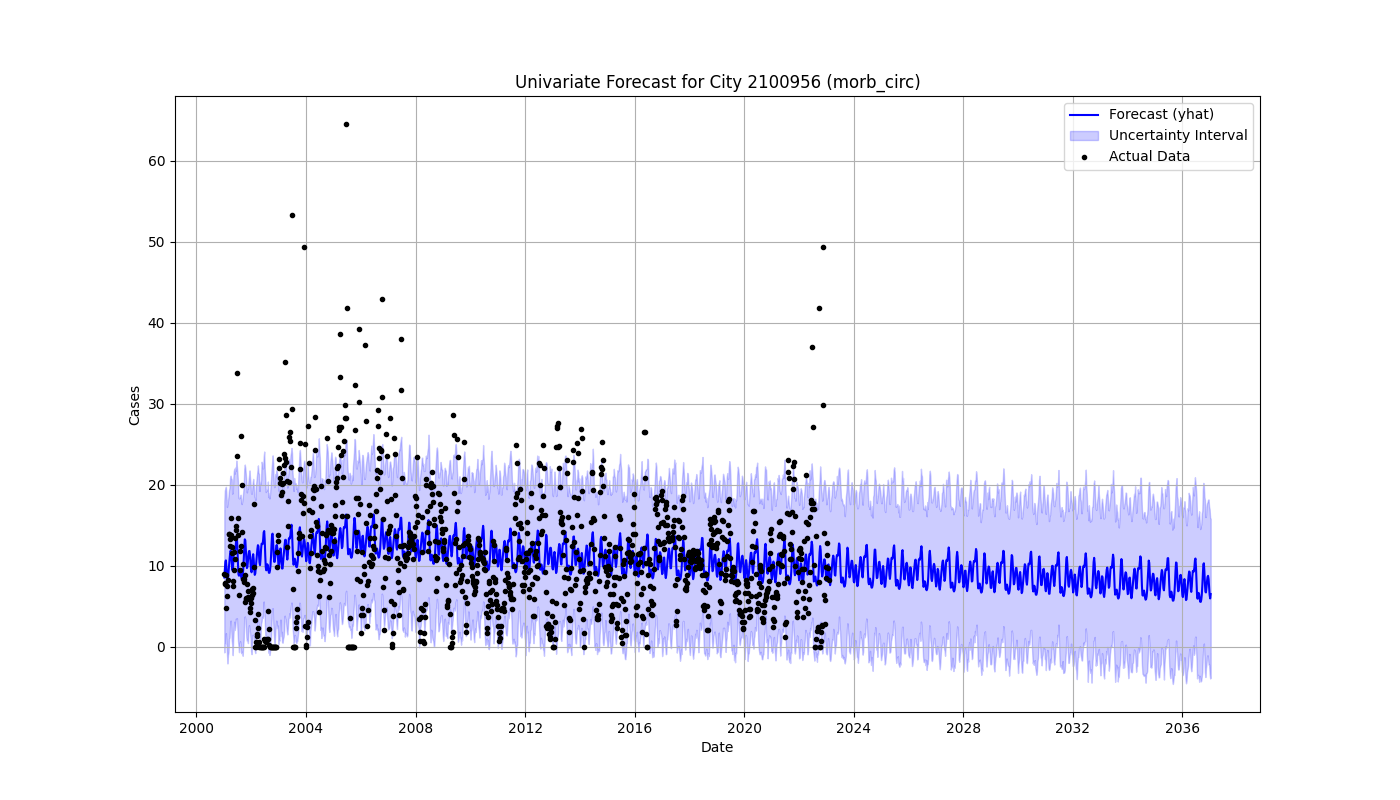 Univariate Forecast for City 2100956 (morb_circ)
Forecast (yhat)
Uncertainty Interval
Actual Data
Cases
60
50
40
30
20
10
0
2000 2004 2008 2012 2016 2020 2024 2028 2032 2036
Date